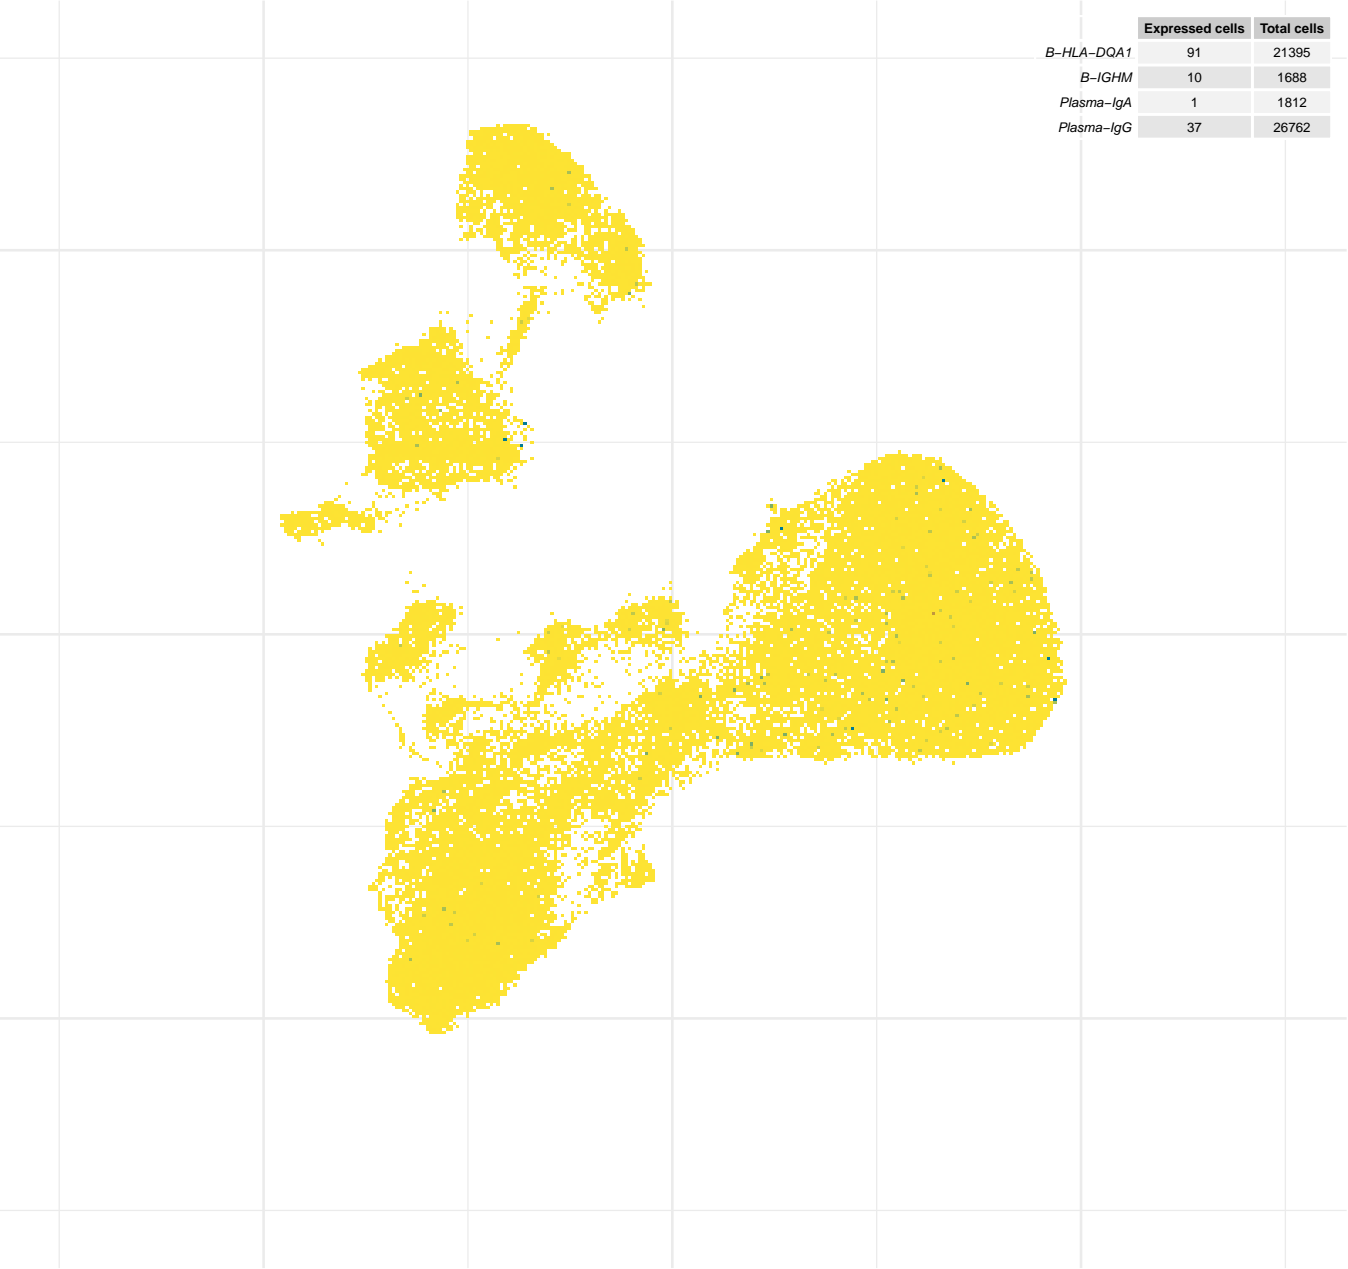 Expressed cells Total cells
B−HLA−DQA1 91 21395
B−IGHM 10 1688
Plasma−IgA 1 1812
Plasma−IgG 37 26762